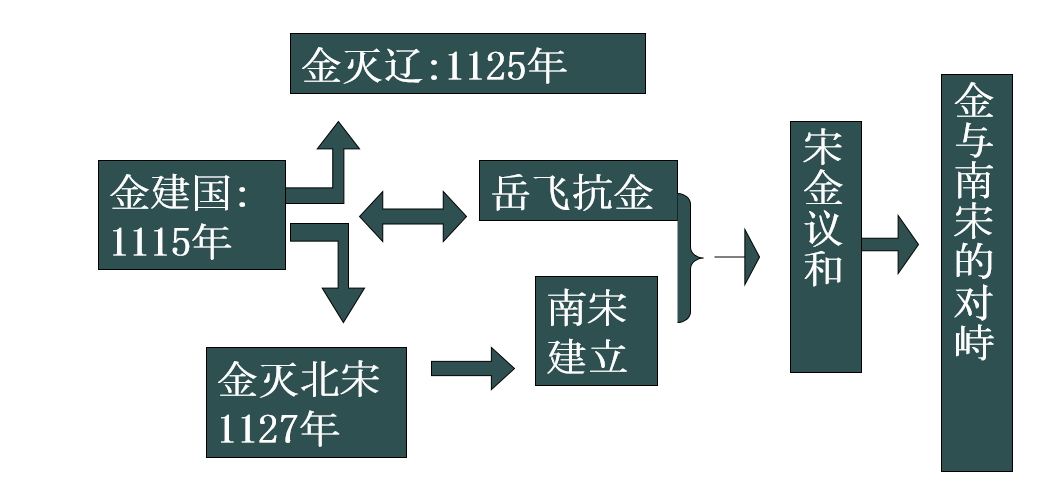 金灭辽:1125年
金建国:
1115年
岳飞抗金
南宋
建立
金灭北宋
1127年
宋金议和
金与南宋的对峙